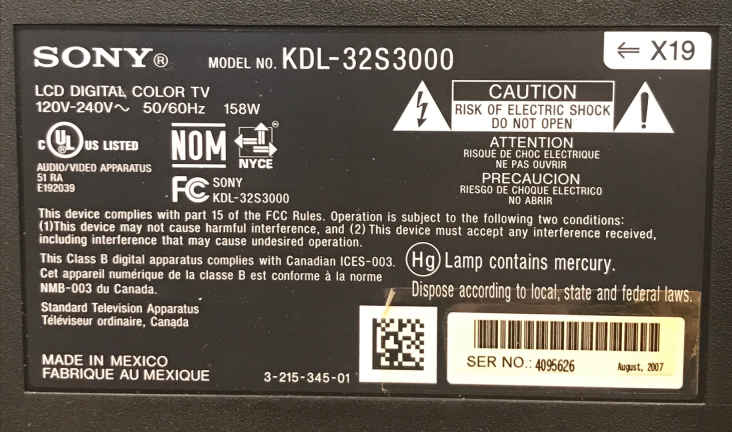 SONY® MODEL NO. KDL-32S3000
⇐ X19
LCD DIGITAL COLOR TV
120V-240V~ 50/60Hz 158W
CAUTION
RISK OF ELECTRIC SHOCK
DO NOT OPEN
ATTENTION
RISQUE DE CHOC ELECTRIQUE
NE PAS OUVRIR
PRECAUCION
RIESGO DE CHOQUE ELECTRICO
NO ABRIR
c UL US LISTED
AUDIO/VIDEO APPARATUS
51 RA
E192039
NOM
NYCE
FC SONY
KDL-32S3000
This device complies with part 15 of the FCC Rules. Operation is subject to the following two conditions:
(1)This device may not cause harmful interference, and (2) This device must accept any interference received,
including interference that may cause undesired operation.
This Class B digital apparatus complies with Canadian ICES-003.
Cet appareil numérique de la classe B est conforme à la norme
NMB-003 du Canada.
Hg Lamp contains mercury.
Dispose according to local, state and federal laws.
Standard Television Apparatus
Téléviseur ordinaire, Canada
MADE IN MEXICO
FABRIQUE AU MEXIQUE
3-215-345-01
SER NO.: 4095626
August, 2007